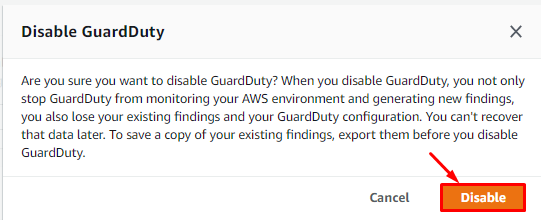 Disable GuardDuty
Are you sure you want to disable GuardDuty? When you disable GuardDuty, you not only
stop GuardDuty from monitoring your AWS environment and generating new findings,
you also lose your existing findings and your GuardDuty configuration. You can't recover
that data later. To save a copy of your existing findings, export them before you disable
GuardDuty.
Cancel
Disable